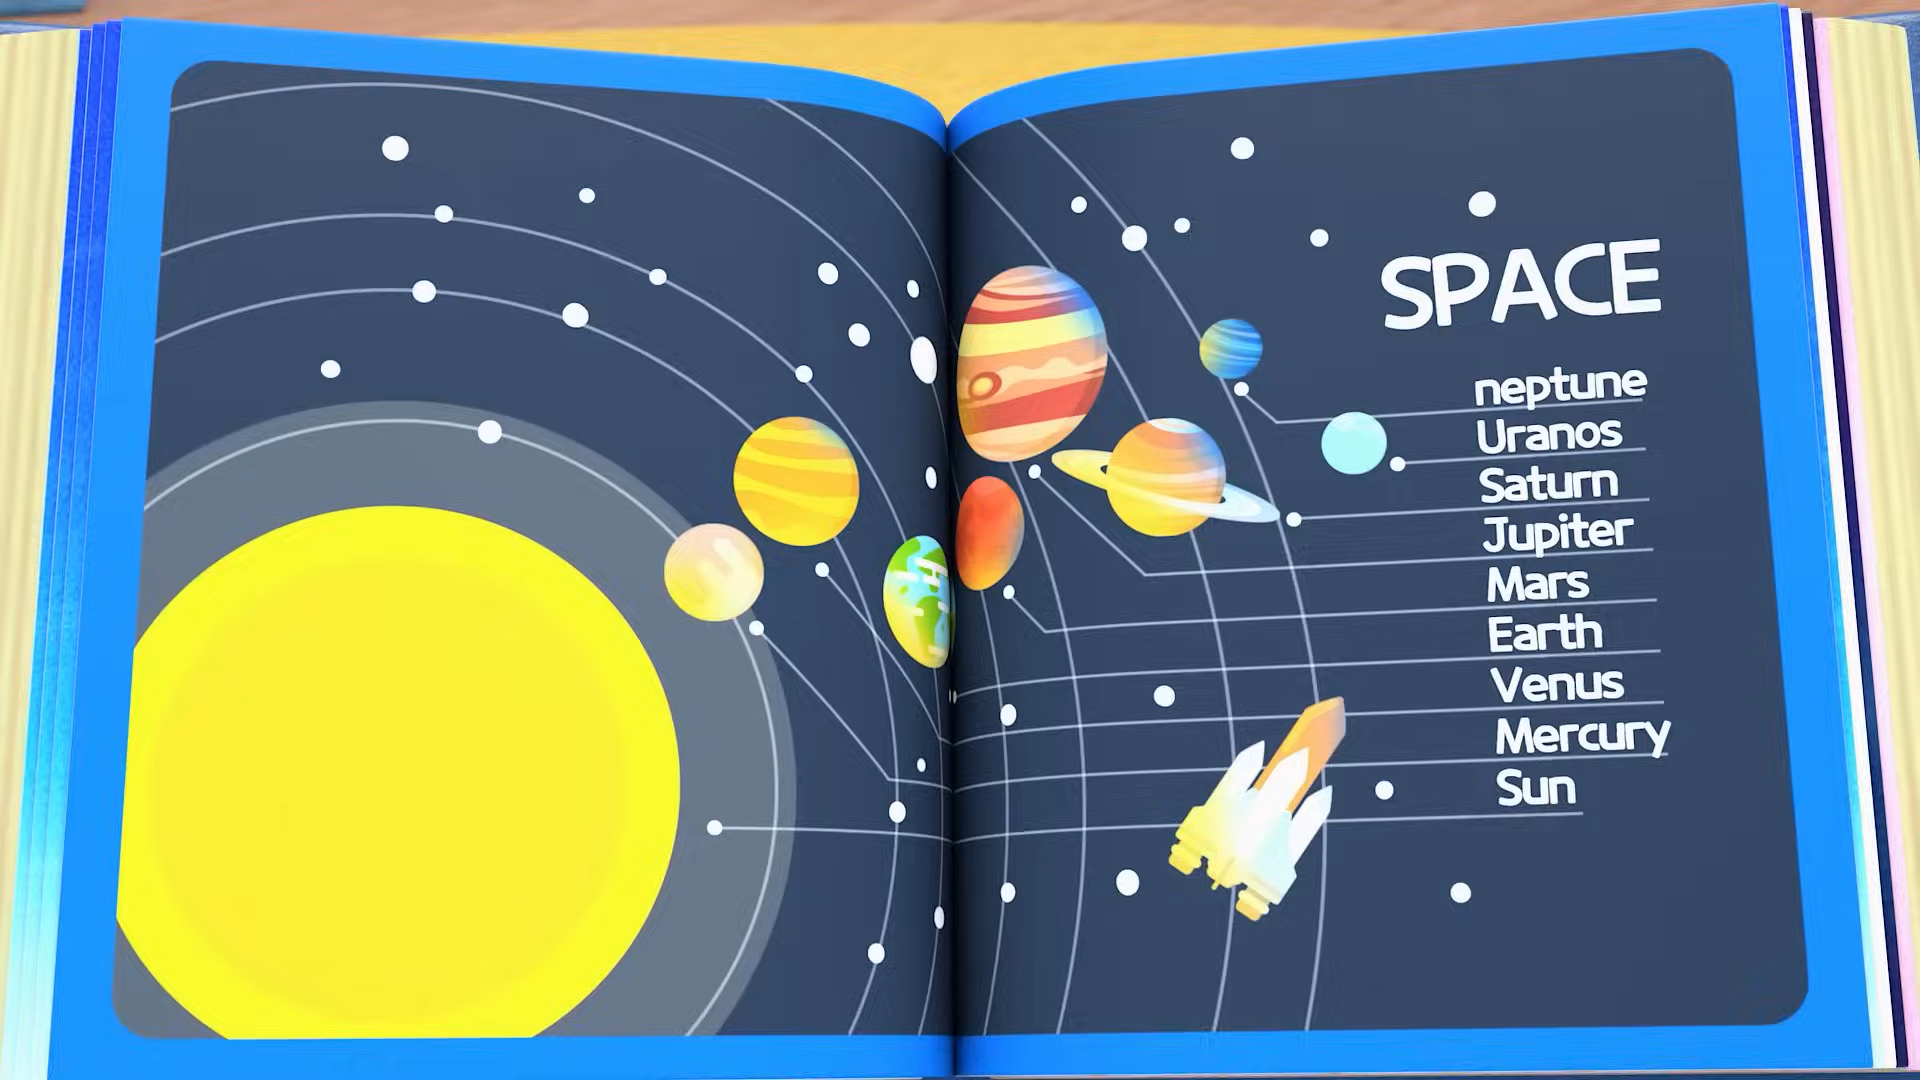 SPACE
neptune
Uranos
Saturn
Jupiter
Mars
Earth
Venus
Mercury
Sun